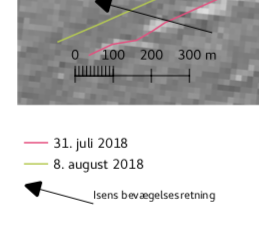 0 100 200 300 m
31. juli 2018
8. august 2018
Isens bevægelsesretning